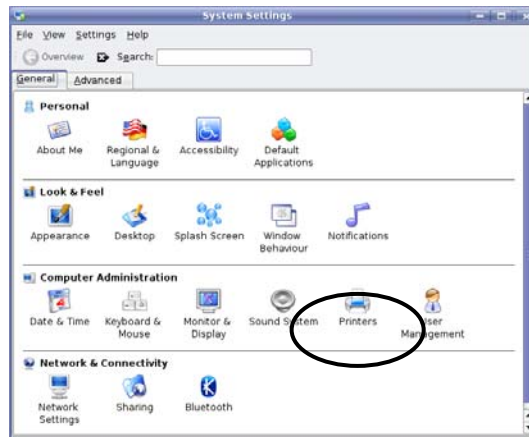 System Settings
File View Settings Help
Overview Search:
General Advanced
Personal
About Me Regional & Language Accessibility Default Applications
Look & Feel
Appearance Desktop Splash Screen Window Behaviour Notifications
Computer Administration
Date & Time Keyboard & Mouse Monitor & Display Sound System Printers User Management
Network & Connectivity
Network Settings Sharing Bluetooth